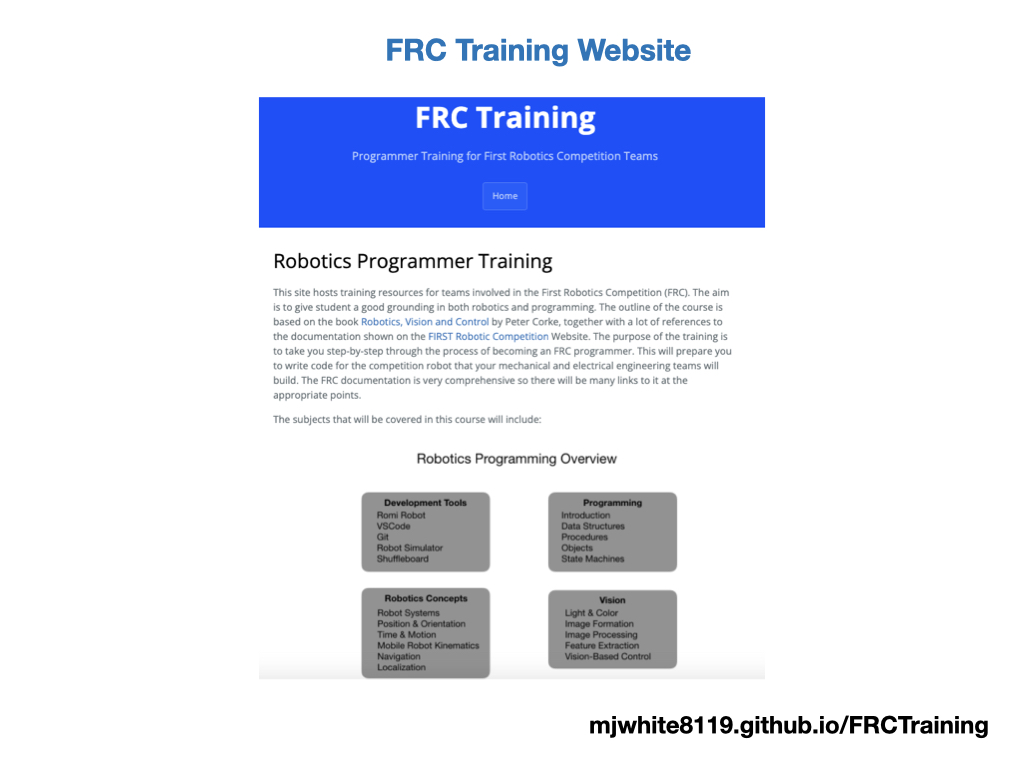 FRC Training Website
FRC Training
Programmer Training for First Robotics Competition Teams
Home
Robotics Programmer Training
This site hosts training resources for teams involved in the First Robotics Competition (FRC). The aim
is to give student a good grounding in both robotics and programming. The outline of the course is
based on the book Robotics, Vision and Control by Peter Corke, together with a lot of references to
the documentation shown on the FIRST Robotic Competition Website. The purpose of the training is
to take you step-by-step through the process of becoming an FRC programmer. This will prepare you
to write code for the competition robot that your mechanical and electrical engineering teams will
build. The FRC documentation is very comprehensive so there will be many links to it at the
appropriate points.
The subjects that will be covered in this course will include:
Robotics Programming Overview
Development Tools
Romi Robot
VSCode
Git
Robot Simulator
Shuffleboard
Programming
Introduction
Data Structures
Procedures
Objects
State Machines
Robotics Concepts
Robot Systems
Position & Orientation
Time & Motion
Mobile Robot Kinematics
Navigation
Localization
Vision
Light & Color
Image Formation
Image Processing
Feature Extraction
Vision-Based Control
mjwhite8119.github.io/FRCTraining